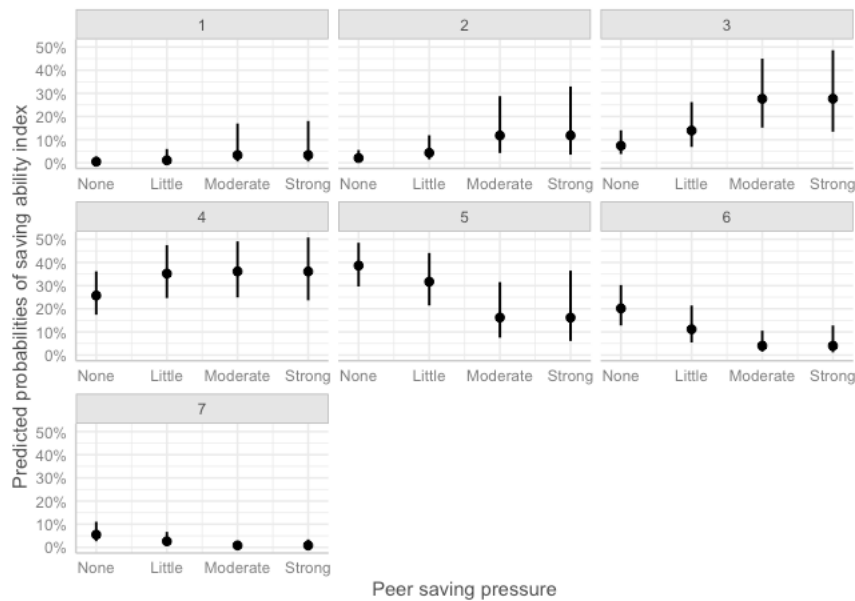 Predicted probabilities of saving ability index
1
2
3
50%
40%
30%
20%
10%
0%
None Little Moderate Strong
None Little Moderate Strong
None Little Moderate Strong
4
5
6
50%
40%
30%
20%
10%
0%
None Little Moderate Strong
None Little Moderate Strong
None Little Moderate Strong
7
50%
40%
30%
20%
10%
0%
None Little Moderate Strong
Peer saving pressure